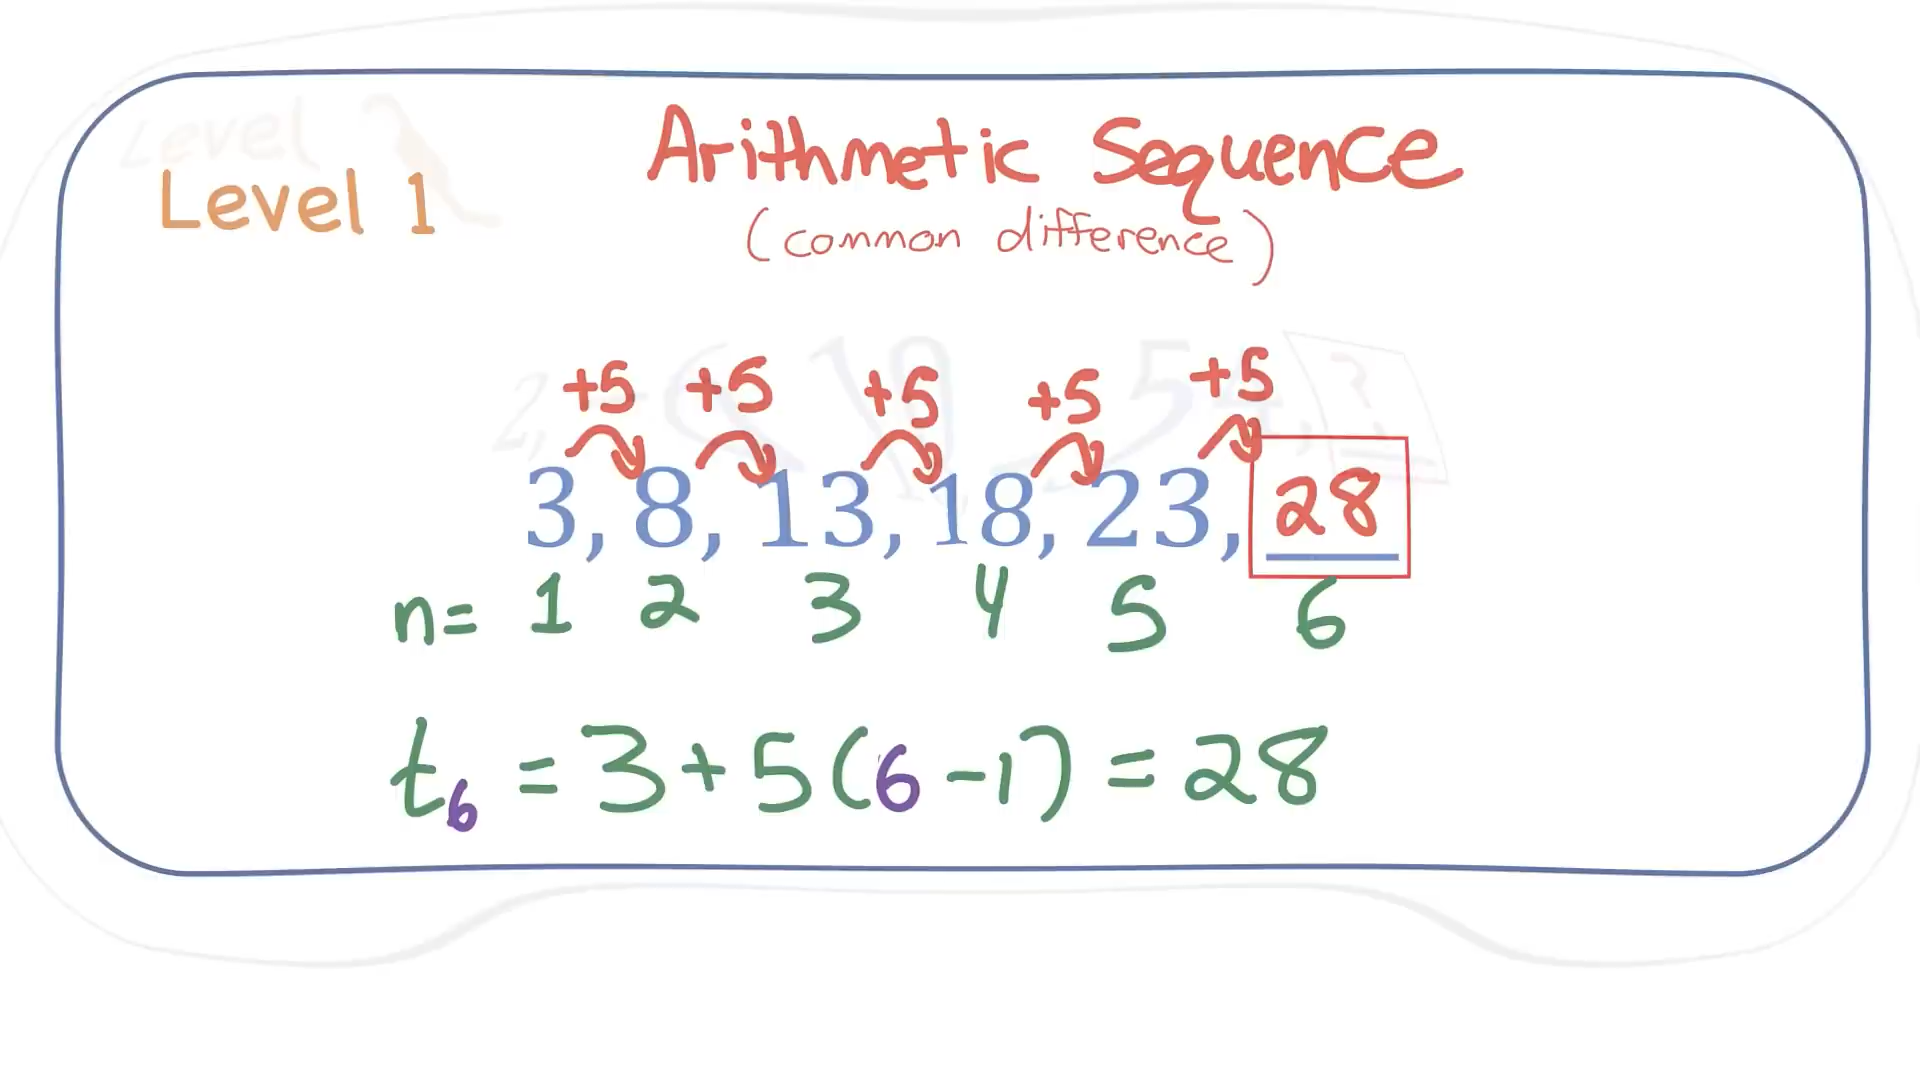 Arithmetic Sequence
Level 1
(common difference)
+5 +5 +5 +5 +5
3, 8, 13, 18, 23, 28
n= 1 2 3 4 5 6
t6 = 3+5(6-1) = 28